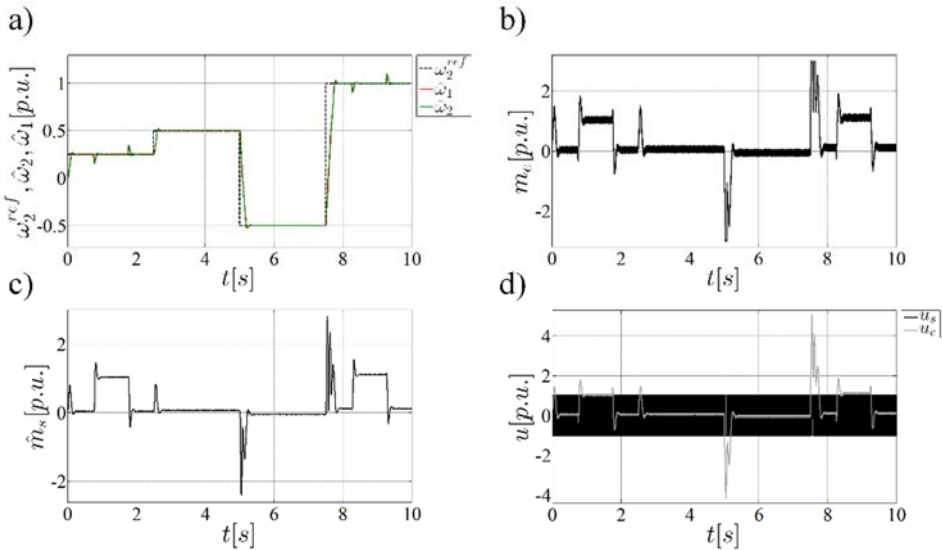 a)
ω₂^{ref}, ω̂₂, ω̂₁[p.u.]
1
0.5
0
-0.5
0 2 4 6 8 10
t[s]
ω₂^{ref}
ω̂₁
ω̂₂
b)
m_e[p.u.]
2
0
-2
0 2 4 6 8 10
t[s]
c)
m̂_s[p.u.]
2
0
-2
0 2 4 6 8 10
t[s]
d)
u[p.u.]
4
2
0
-2
-4
0 2 4 6 8 10
t[s]
u_s
u_c